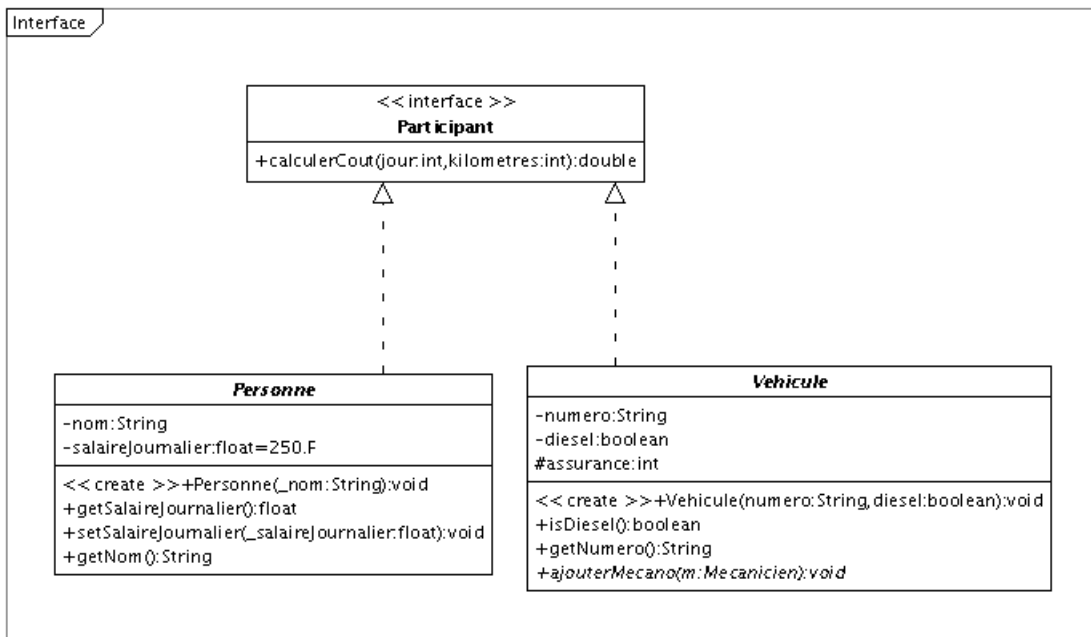 Interface
<< interface >>
Participant
+calculerCout(jour:int,kilometres:int):double
Personne
-nom:String
-salaireJournalier:float=250.F
<< create >>+Personne(_nom:String):void
+getSalaireJournalier():float
+setSalaireJournalier(_salaireJournalier:float):void
+getNom():String
Vehicule
-numero:String
-diesel:boolean
#assurance:int
<< create >>+Vehicule(numero:String,diesel:boolean):void
+isDiesel():boolean
+getNumero():String
+ajouterMecano(m:Mecanicien):void